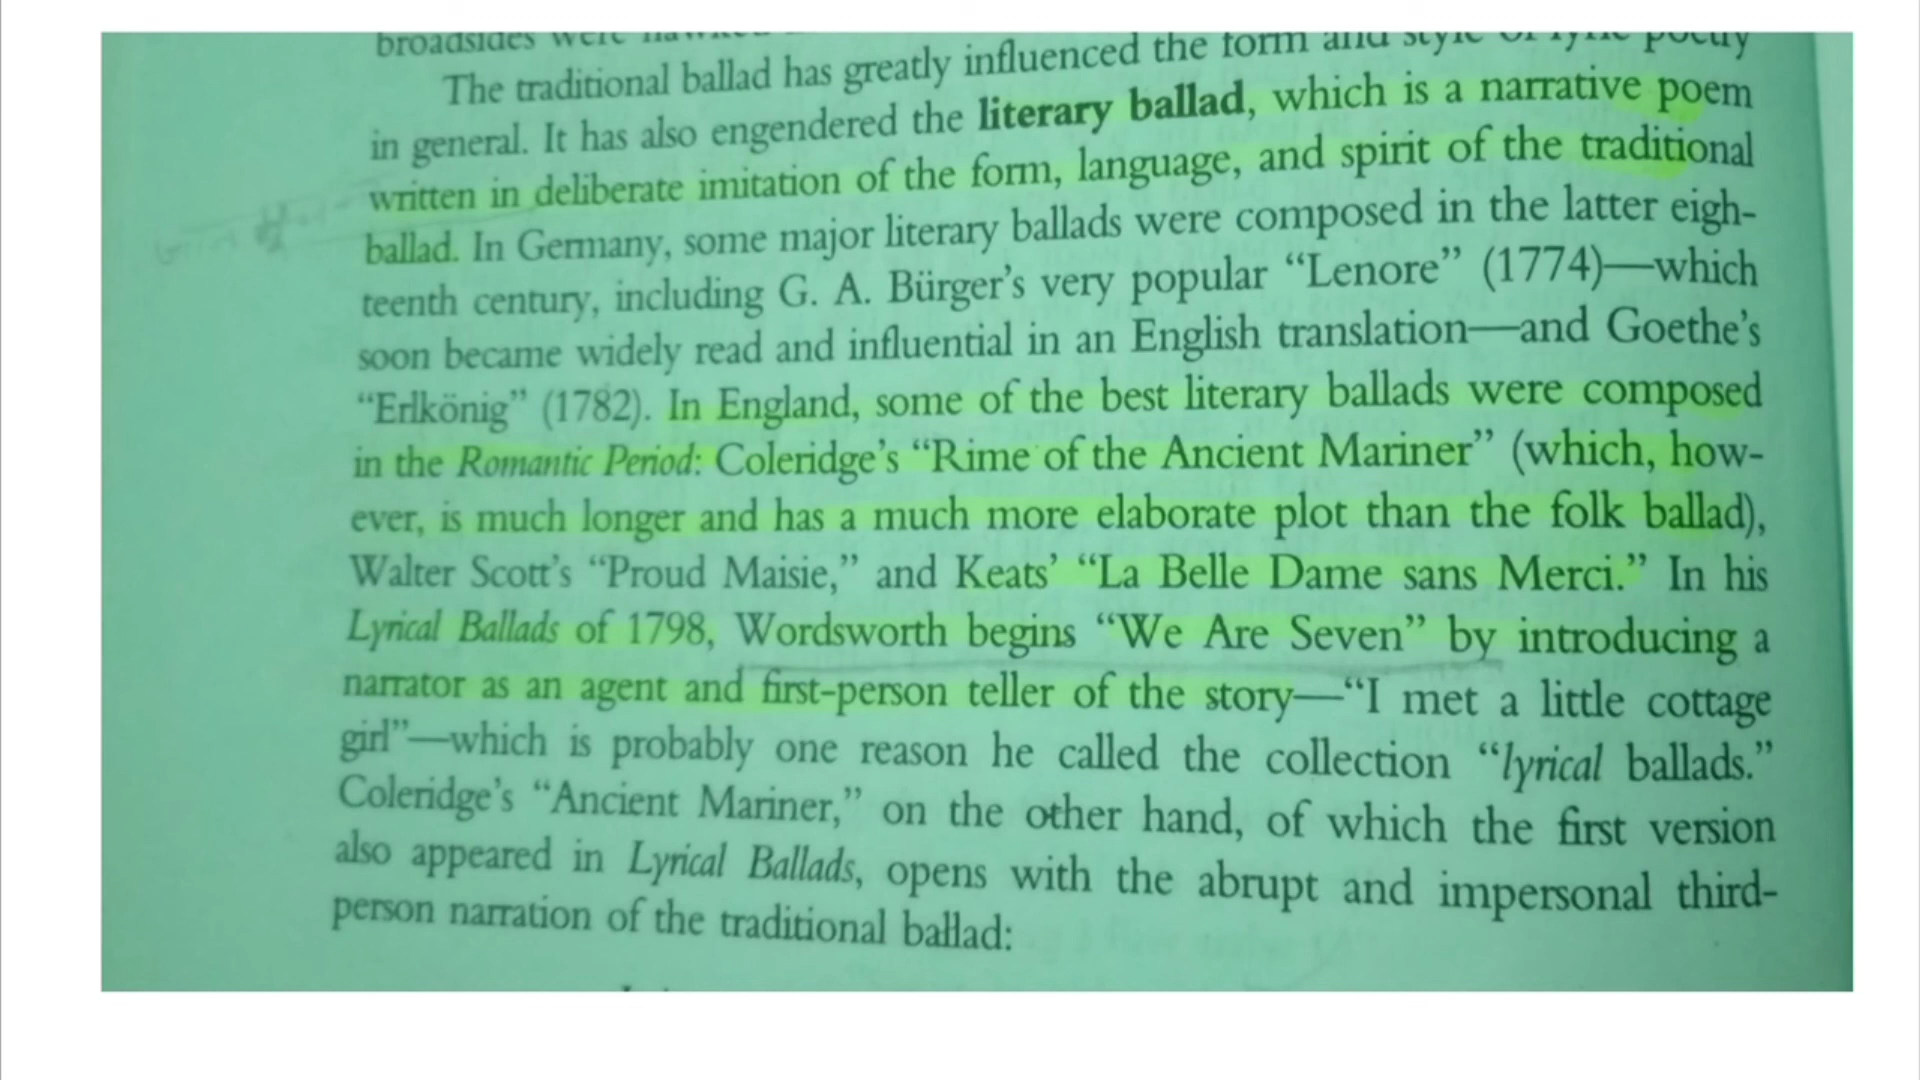 broadsides were
The traditional ballad has greatly influenced the form and style of lyric poetry
in general. It has also engendered the literary ballad, which is a narrative poem
written in deliberate imitation of the form, language, and spirit of the traditional
ballad. In Germany, some major literary ballads were composed in the latter eigh-
teenth century, including G. A. Bürger’s very popular “Lenore” (1774)—which
soon became widely read and influential in an English translation—and Goethe’s
“Erlkönig” (1782). In England, some of the best literary ballads were composed
in the Romantic Period: Coleridge’s “Rime of the Ancient Mariner” (which, how-
ever, is much longer and has a much more elaborate plot than the folk ballad),
Walter Scott’s “Proud Maisie,” and Keats’ “La Belle Dame sans Merci.” In his
Lyrical Ballads of 1798, Wordsworth begins “We Are Seven” by introducing a
narrator as an agent and first-person teller of the story—“I met a little cottage
girl”—which is probably one reason he called the collection “lyrical ballads.”
Coleridge’s “Ancient Mariner,” on the other hand, of which the first version
also appeared in Lyrical Ballads, opens with the abrupt and impersonal third-
person narration of the traditional ballad: